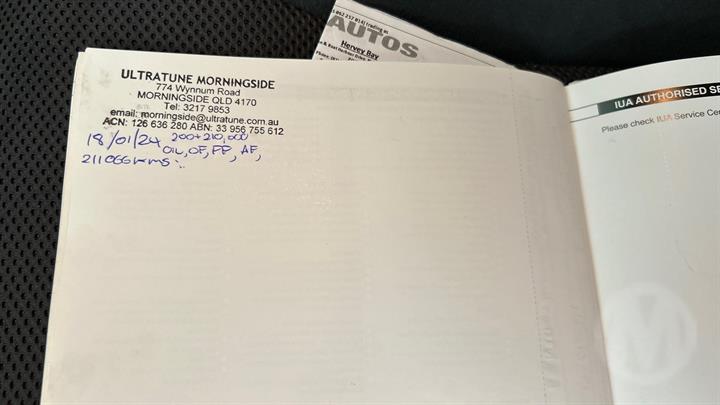 ULTRATUNE MORNINGSIDE
774 Wynnum Road
MORNINGSIDE QLD 4170
Tel: 3217 9853
email: morningside@ultratune.com.au
ACN: 126 636 280 ABN: 33 956 755 612
18/01/24 200+210,000
OIL, OF, FP, AF,
211066kms
AUTOS
Hervey Bay
IUA AUTHORISED SE
Please check IUA Service Cen
M